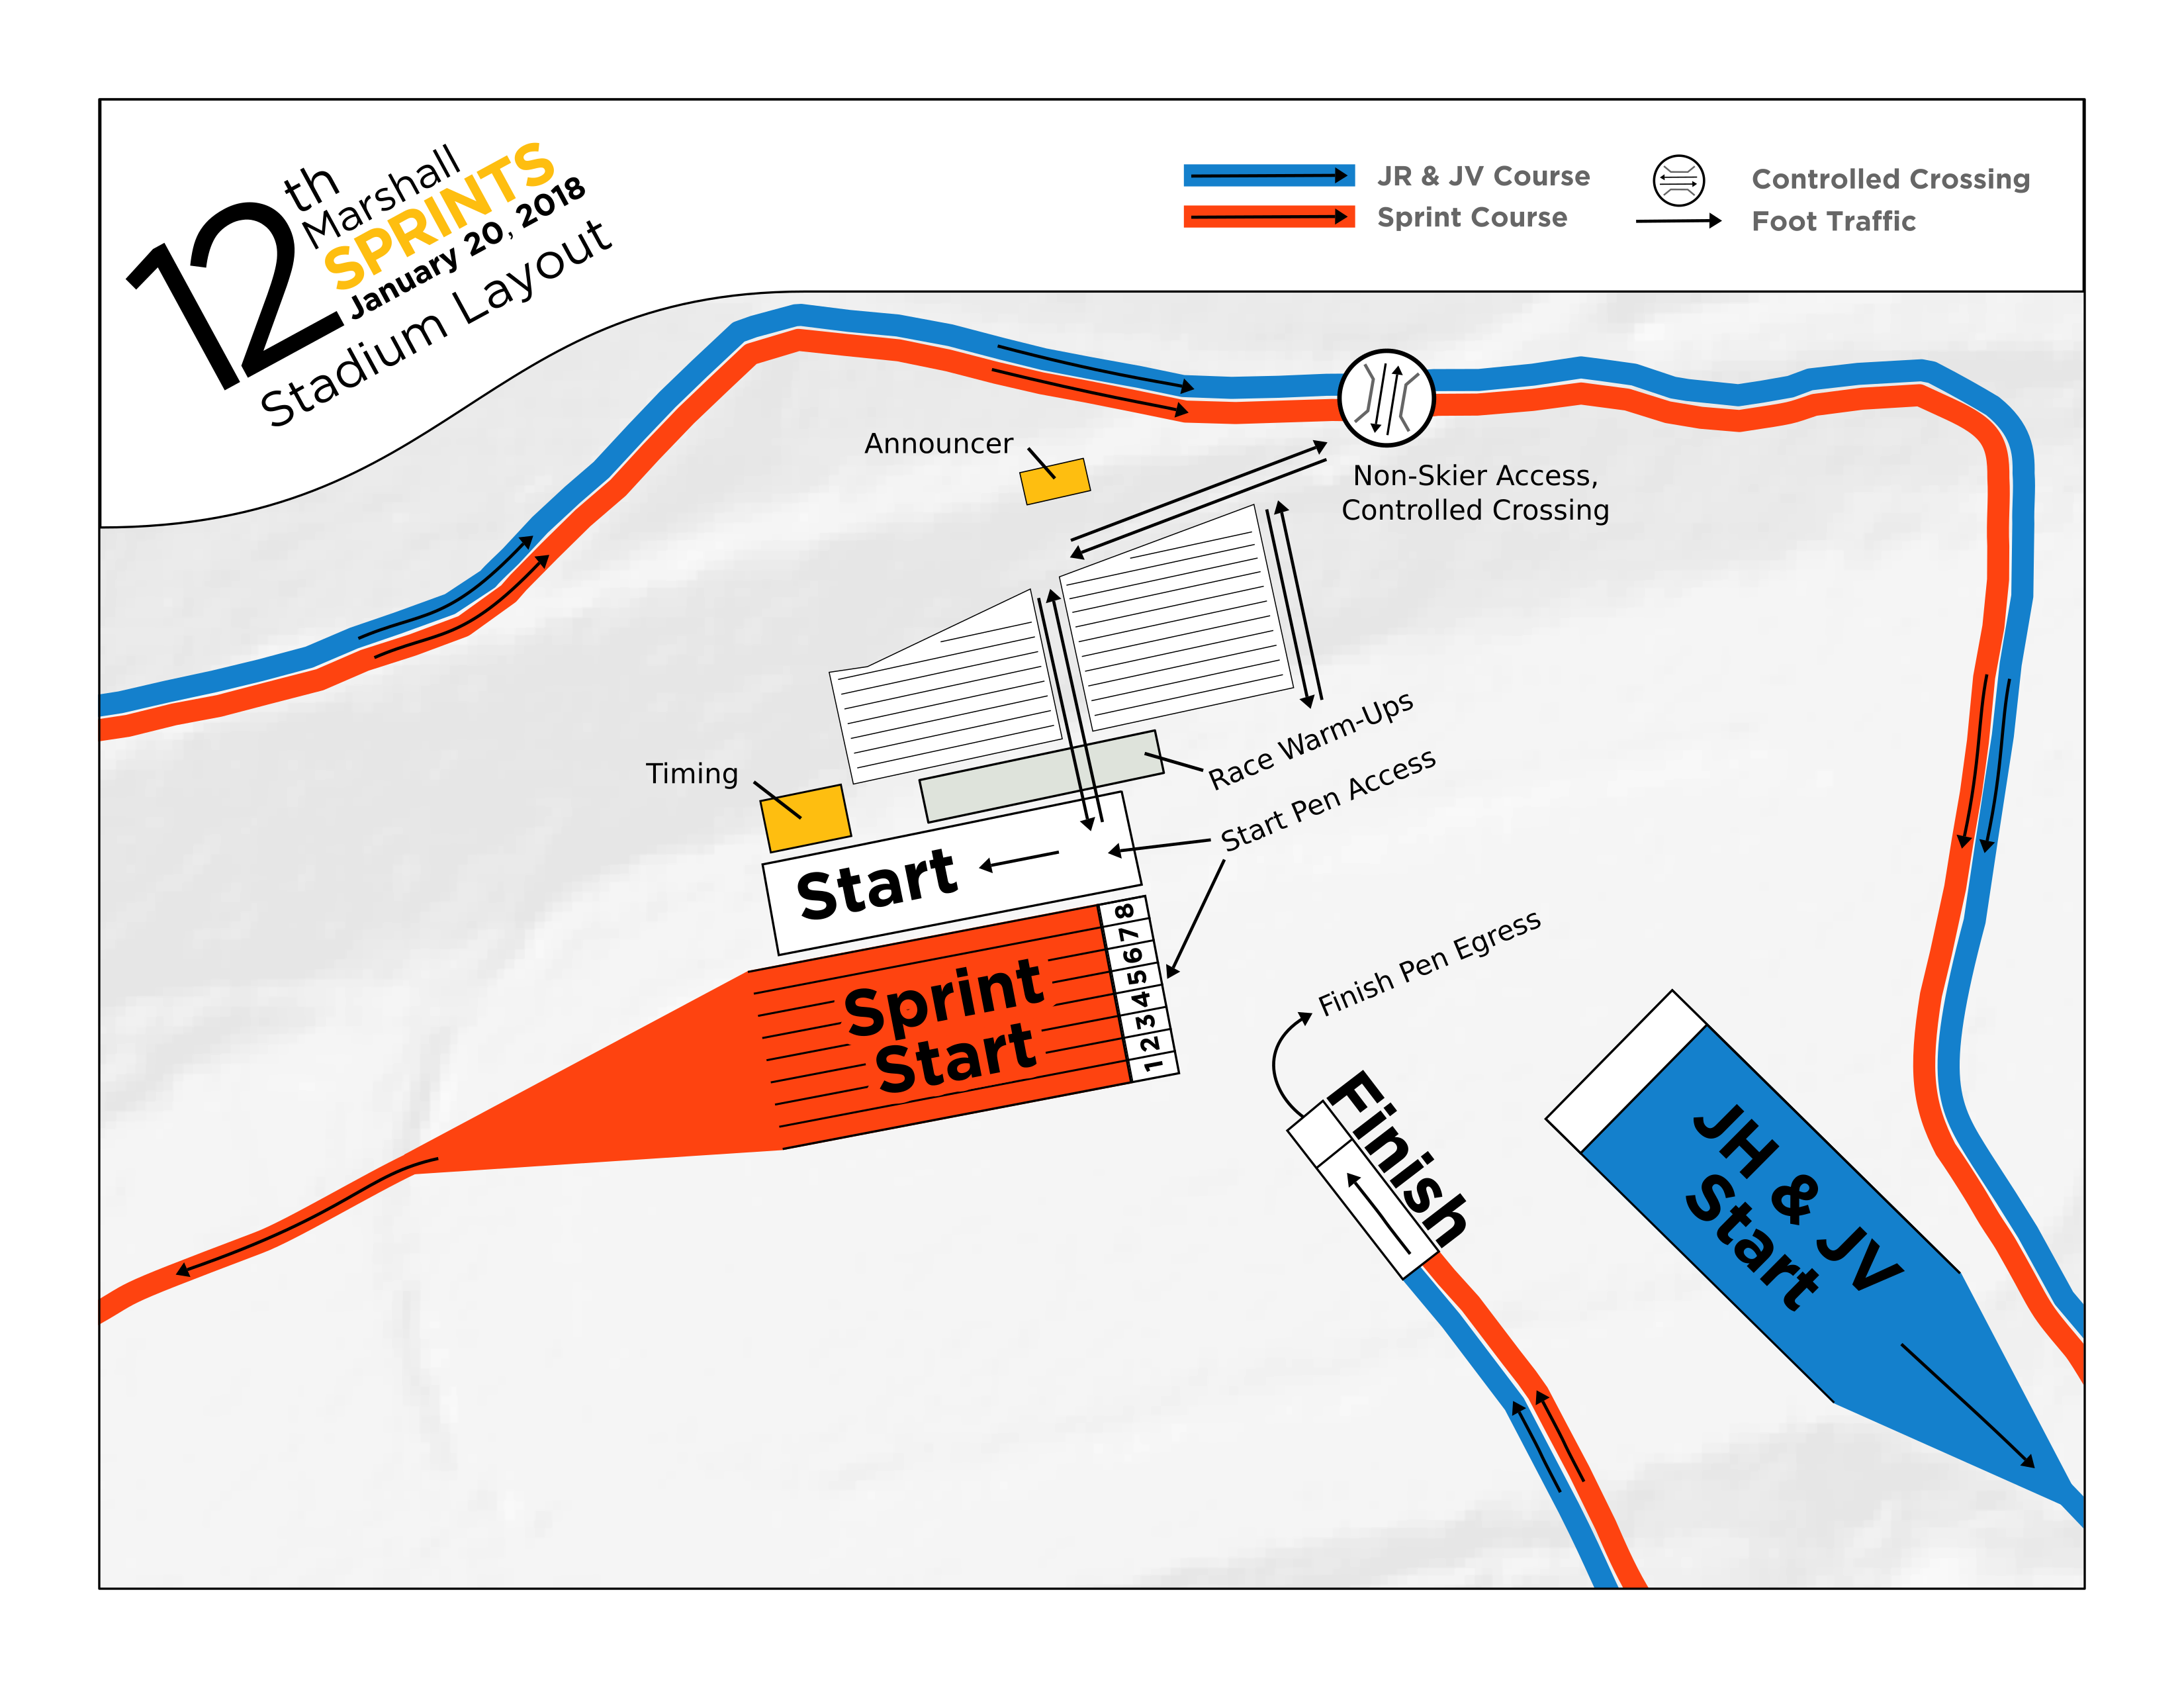 12th
Marshall
SPRINTS
January 20, 2018
Stadium Layout
JR & JV Course
Sprint Course
Controlled Crossing
Foot Traffic
Announcer
Non-Skier Access,
Controlled Crossing
Race Warm-Ups
Timing
Start Pen Access
Start
8
7
6
5
4
3
2
1
Sprint
Start
Finish Pen Egress
Finish
JH & JV
Start